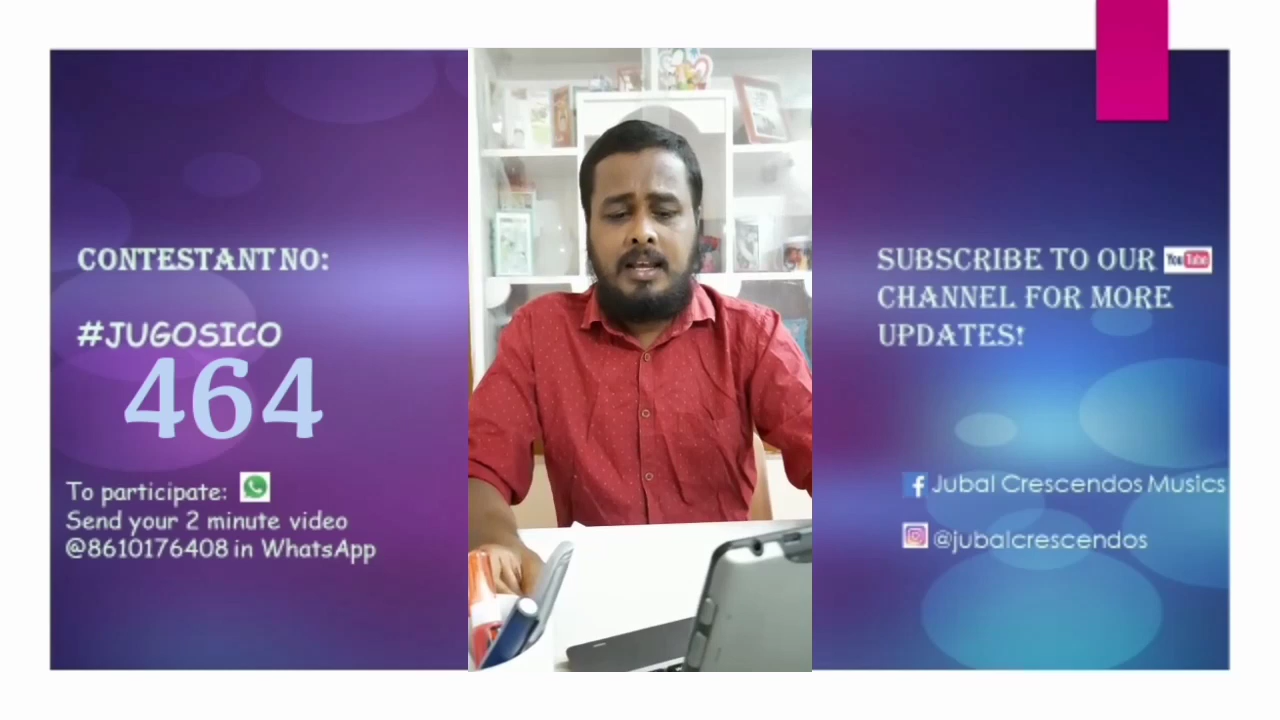 CONTESTANT NO:
#JUGOSICO
464
To participate:
Send your 2 minute video
@8610176408 in WhatsApp
SUBSCRIBE TO OUR YouTube
CHANNEL FOR MORE
UPDATES!
Jubal Crescendos Musics
@jubalcrescendos